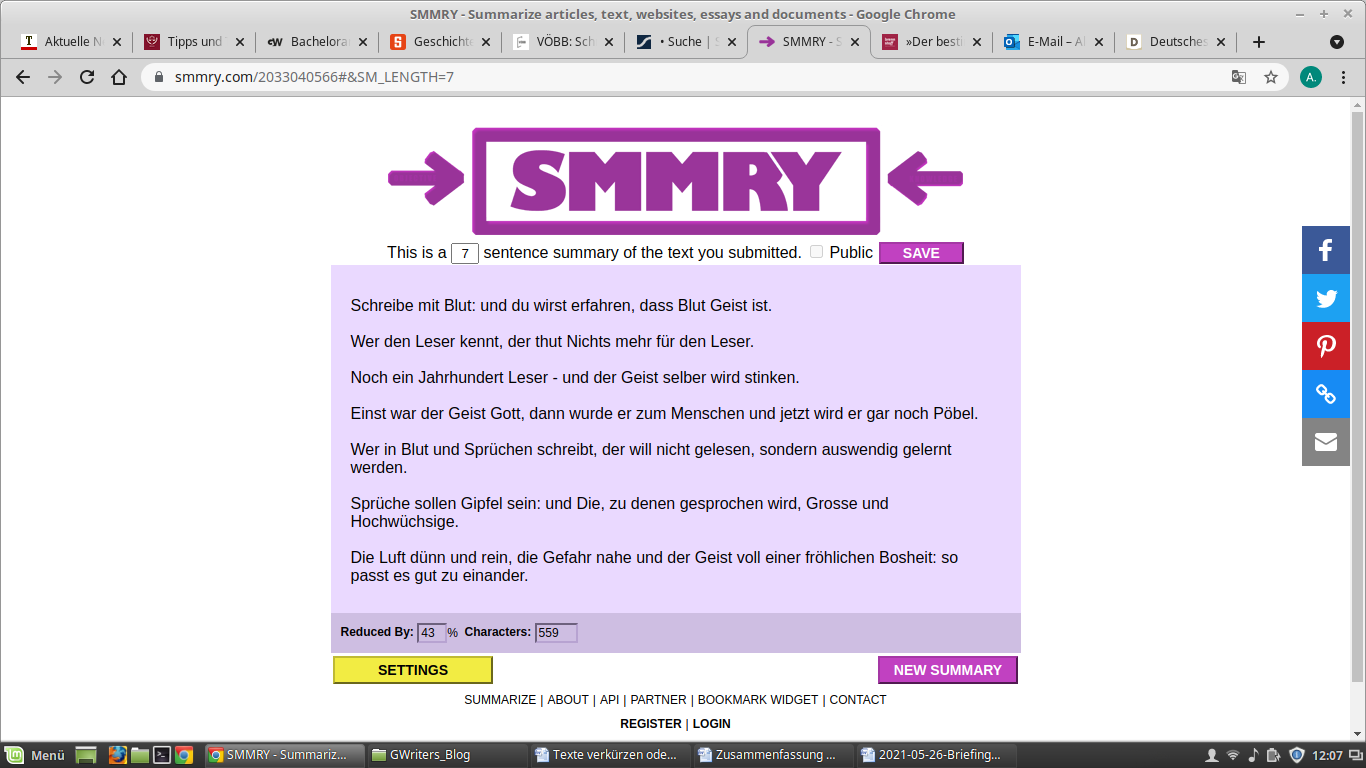 SMMRY - Summarize articles, text, websites, essays and documents - Google Chrome
Aktuelle N
Tipps und
Bachelora
Geschicht
VÖBB: Sch
• Suche | S
SMMRY - S
»Der besti
E-Mail – Al
Deutsches
smmry.com/2033040566#&SM_LENGTH=7
A.
SMMRY
This is a 7 sentence summary of the text you submitted. Public SAVE
Schreibe mit Blut: und du wirst erfahren, dass Blut Geist ist.
Wer den Leser kennt, der thut Nichts mehr für den Leser.
Noch ein Jahrhundert Leser - und der Geist selber wird stinken.
Einst war der Geist Gott, dann wurde er zum Menschen und jetzt wird er gar noch Pöbel.
Wer in Blut und Sprüchen schreibt, der will nicht gelesen, sondern auswendig gelernt
werden.
Sprüche sollen Gipfel sein: und Die, zu denen gesprochen wird, Grosse und
Hochwüchsige.
Die Luft dünn und rein, die Gefahr nahe und der Geist voll einer fröhlichen Bosheit: so
passt es gut zu einander.
Reduced By: 43 % Characters: 559
SETTINGS
NEW SUMMARY
SUMMARIZE | ABOUT | API | PARTNER | BOOKMARK WIDGET | CONTACT
REGISTER | LOGIN
Menü
SMMRY - Summariz...
GWriters_Blog
Texte verkürzen ode...
Zusammenfassung ...
2021-05-26-Briefing...
12:07